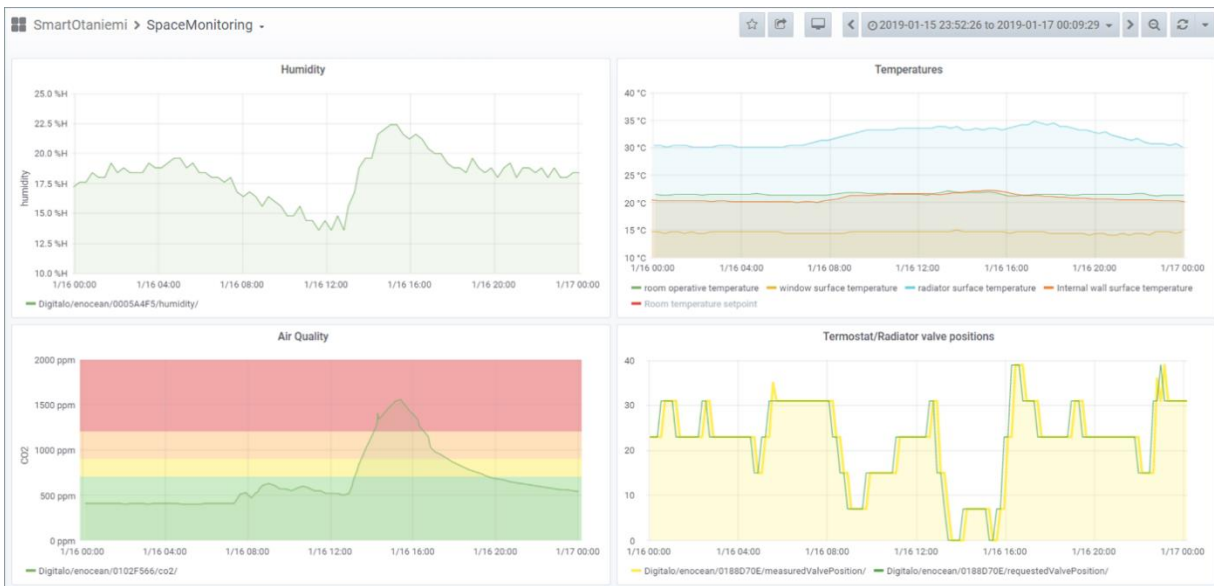 SmartOtaniemi > SpaceMonitoring
2019-01-15 23:52:26 to 2019-01-17 00:09:29
Humidity
25.0 %H
22.5 %H
20.0 %H
17.5 %H
15.0 %H
12.5 %H
10.0 %H
humidity
1/16 00:00 1/16 04:00 1/16 08:00 1/16 12:00 1/16 16:00 1/16 20:00 1/17 00:00
Digitalo/enocean/0005A4F5/humidity/
Temperatures
40 °C
35 °C
30 °C
25 °C
20 °C
15 °C
10 °C
1/16 00:00 1/16 04:00 1/16 08:00 1/16 12:00 1/16 16:00 1/16 20:00 1/17 00:00
room operative temperature window surface temperature radiator surface temperature Internal wall surface temperature
Room temperature setpoint
Air Quality
2000 ppm
1500 ppm
1000 ppm
500 ppm
0 ppm
CO2
1/16 00:00 1/16 04:00 1/16 08:00 1/16 12:00 1/16 16:00 1/16 20:00 1/17 00:00
Digitalo/enocean/0102F566/co2/
Termostat/Radiator valve positions
40
30
20
10
0
1/16 00:00 1/16 04:00 1/16 08:00 1/16 12:00 1/16 16:00 1/16 20:00 1/17 00:00
Digitalo/enocean/0188D70E/measuredValvePosition/ Digitalo/enocean/0188D70E/requestedValvePosition/